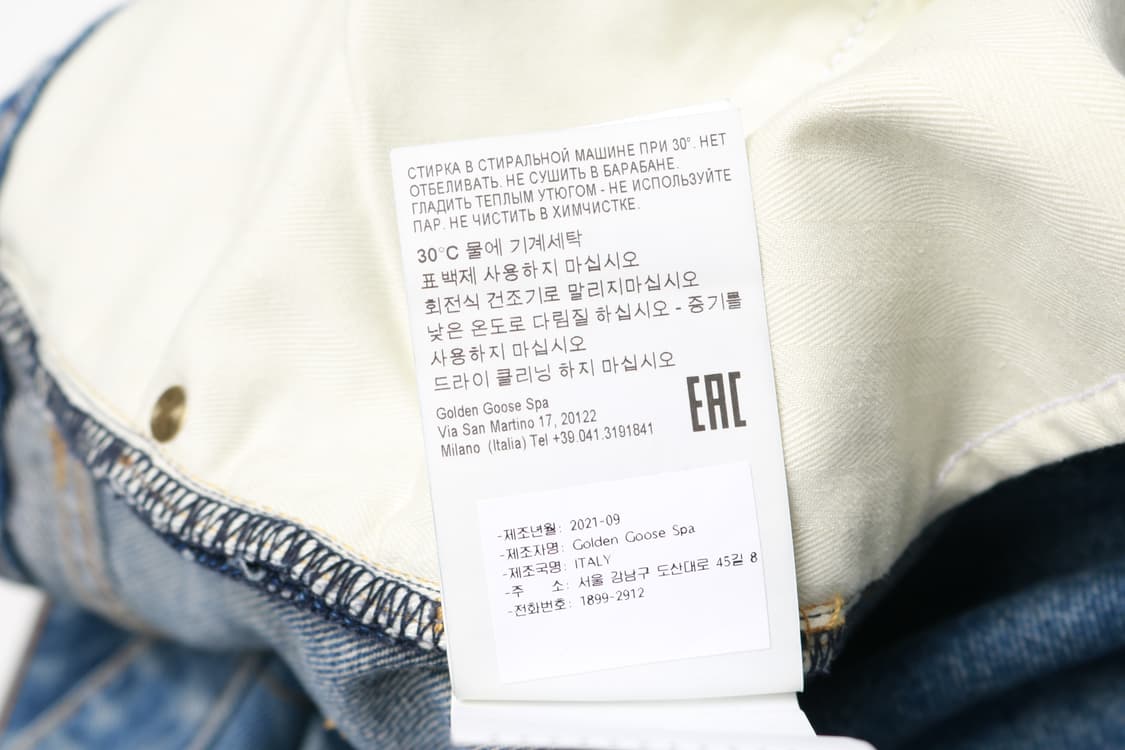 СТИРКА В СТИРАЛЬНОЙ МАШИНЕ ПРИ 30°. НЕТ
ОТБЕЛИВАТЬ. НЕ СУШИТЬ В БАРАБАНЕ.
ГЛАДИТЬ ТЕПЛЫМ УТЮГОМ - НЕ ИСПОЛЬЗУЙТЕ
ПАР. НЕ ЧИСТИТЬ В ХИМЧИСТКЕ.
30°C 물에 기계세탁
표백제 사용하지 마십시오
회전식 건조기로 말리지마십시오
낮은 온도로 다림질 하십시오 - 증기를
사용하지 마십시오
드라이 클리닝 하지 마십시오
EAC
Golden Goose Spa
Via San Martino 17, 20122
Milano (Italia) Tel +39.041.3191841
-제조년월: 2021-09
-제조자명: Golden Goose Spa
-제조국명: ITALY
-주 소: 서울 강남구 도산대로 45길 8
-전화번호: 1899-2912